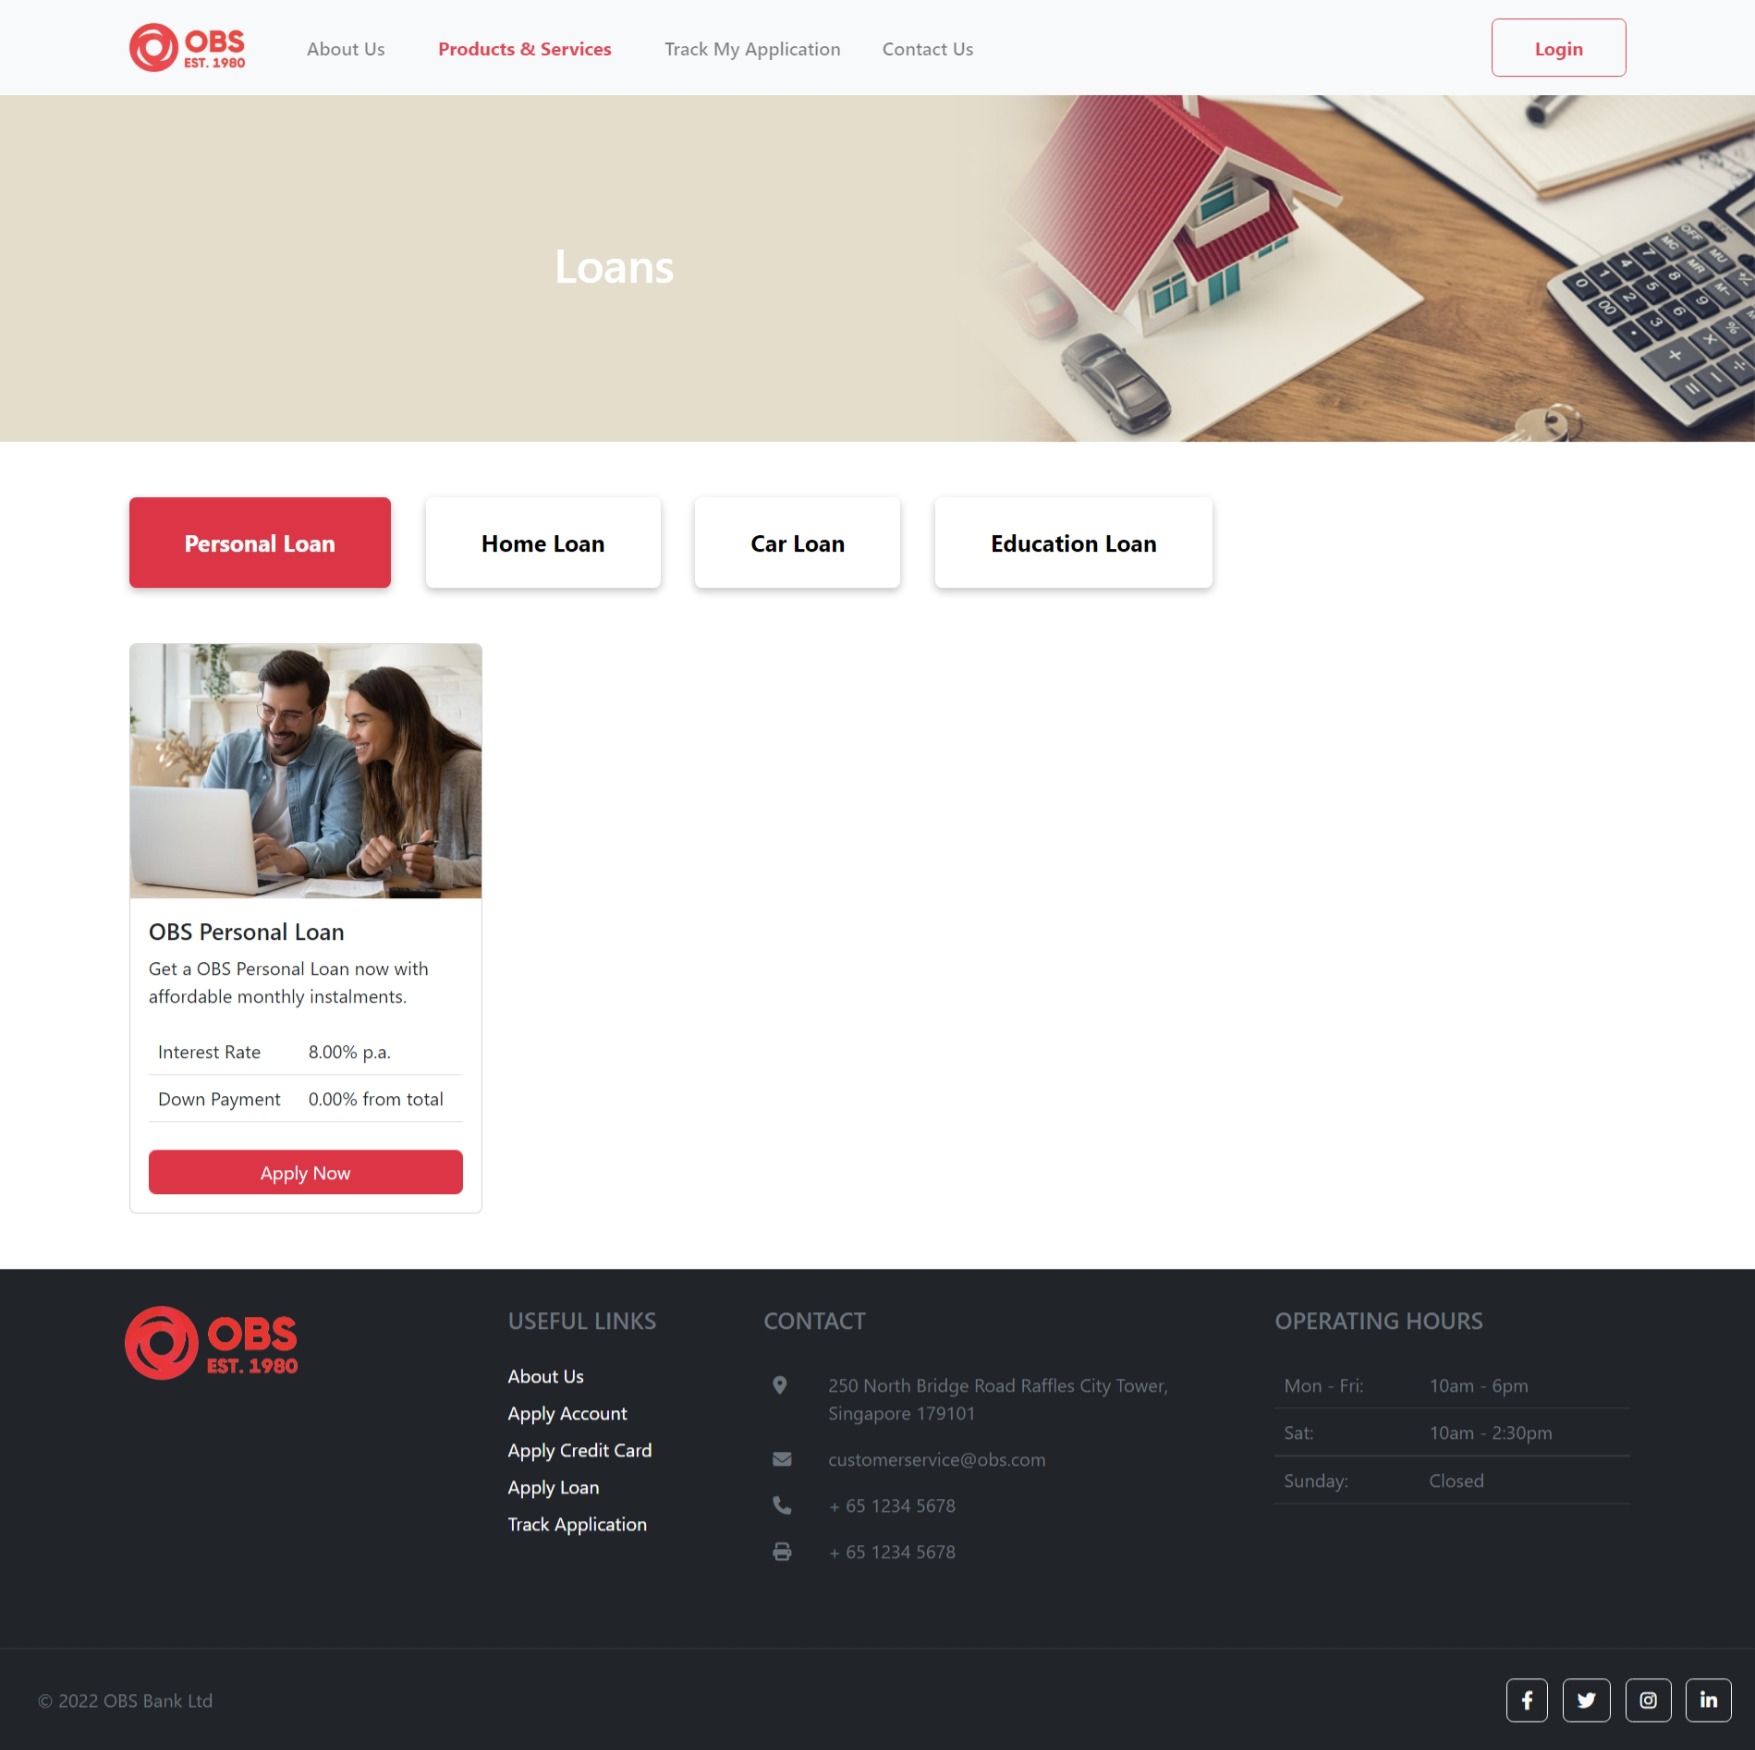 OBS
EST. 1980
About Us
Products & Services
Track My Application
Contact Us
Login
Loans
Personal Loan
Home Loan
Car Loan
Education Loan
OBS Personal Loan
Get a OBS Personal Loan now with
affordable monthly instalments.
Interest Rate 8.00% p.a.
Down Payment 0.00% from total
Apply Now
OBS
EST. 1980
USEFUL LINKS
About Us
Apply Account
Apply Credit Card
Apply Loan
Track Application
CONTACT
250 North Bridge Road Raffles City Tower,
Singapore 179101
customerservice@obs.com
+ 65 1234 5678
+ 65 1234 5678
OPERATING HOURS
Mon - Fri: 10am - 6pm
Sat: 10am - 2:30pm
Sunday: Closed
© 2022 OBS Bank Ltd